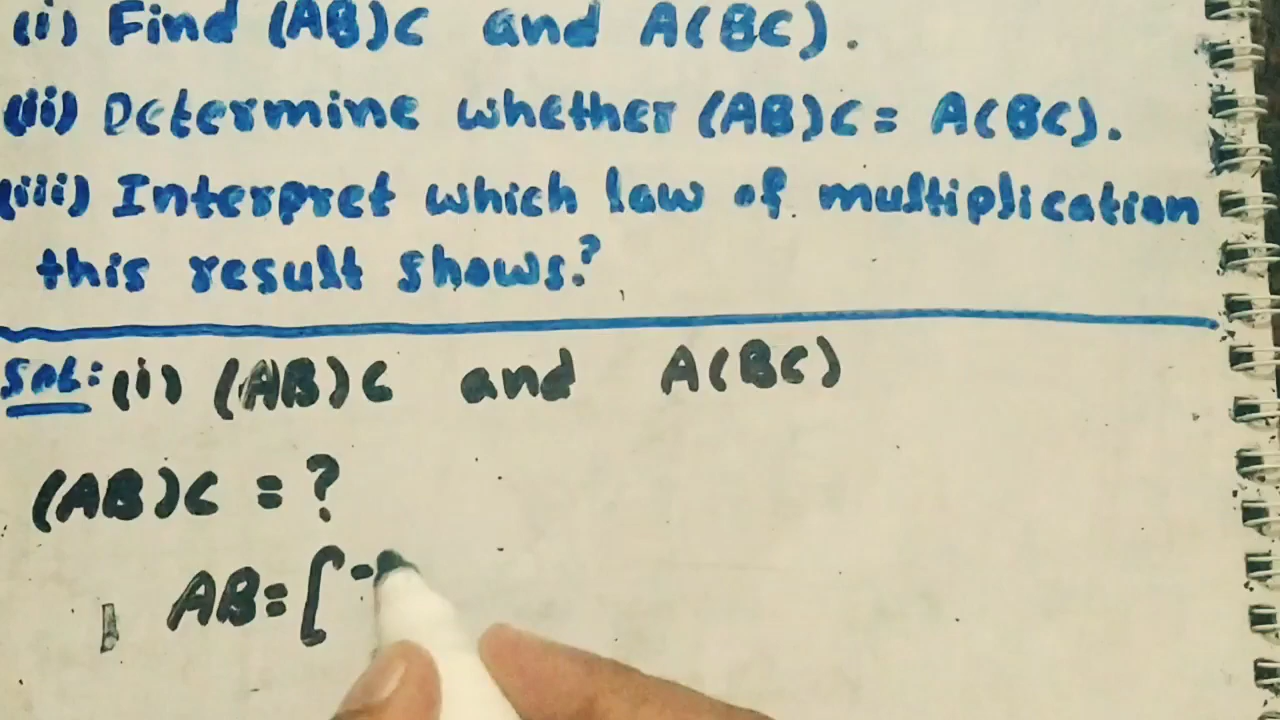 (i) Find (AB)C and A(BC).
(ii) Determine whether (AB)C = A(BC).
(iii) Interpret which law of multiplication
this result shows?
Sol: (i) (AB)C and A(BC)
(AB)C = ?
AB = [ -